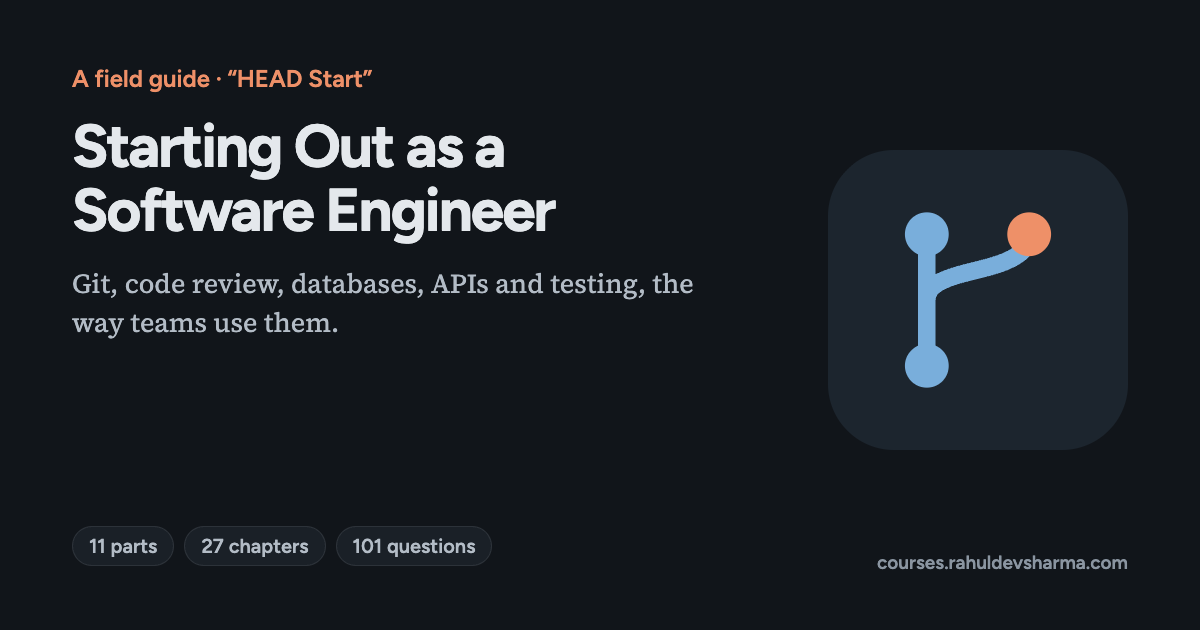 A field guide · “HEAD Start”
Starting Out as a
Software Engineer
Git, code review, databases, APIs and testing, the
way teams use them.
11 parts
27 chapters
101 questions
courses.rahuldevsharma.com